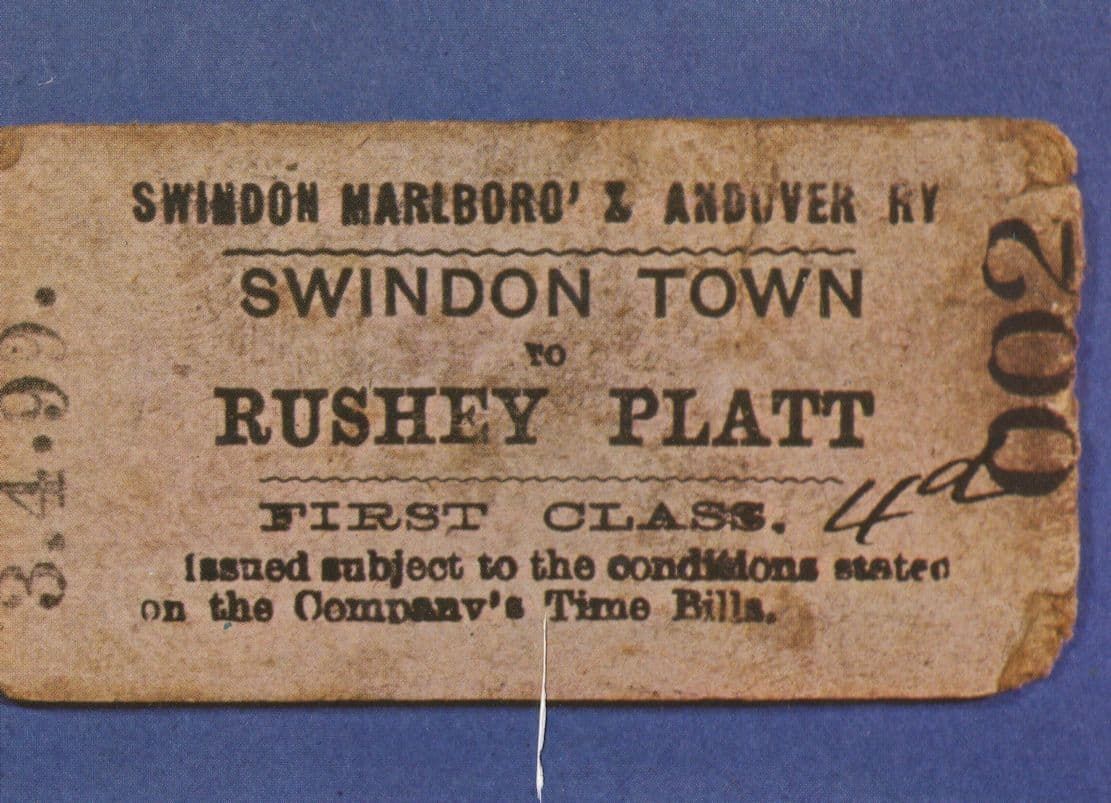 SWINDON MARLBORO' & ANDOVER RY
SWINDON TOWN
TO
RUSHEY PLATT
FIRST CLASS. 4d
Issued subject to the conditions stated
on the Company's Time Bills.
002
3.4.99.